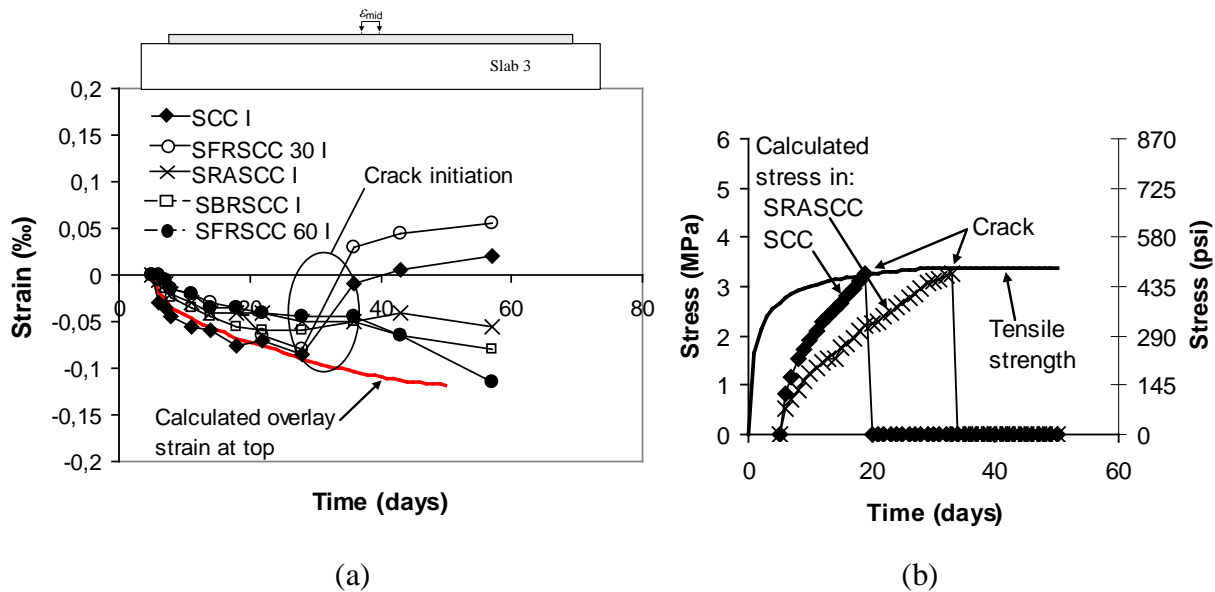 εmid
Slab 3
0,2
0,15
0,1
0,05
0
-0,05
-0,1
-0,15
-0,2
Strain (‰)
SCC I
SFRSCC 30 I
SRASCC I
SBRSCC I
SFRSCC 60 I
Crack initiation
Calculated overlay
strain at top
0
20
40
60
80
Time (days)
(a)
6
5
4
3
2
1
0
Stress (MPa)
Calculated
stress in:
SRASCC
SCC
Crack
Tensile
strength
870
725
580
435
290
145
0
Stress (psi)
0
20
40
60
Time (days)
(b)